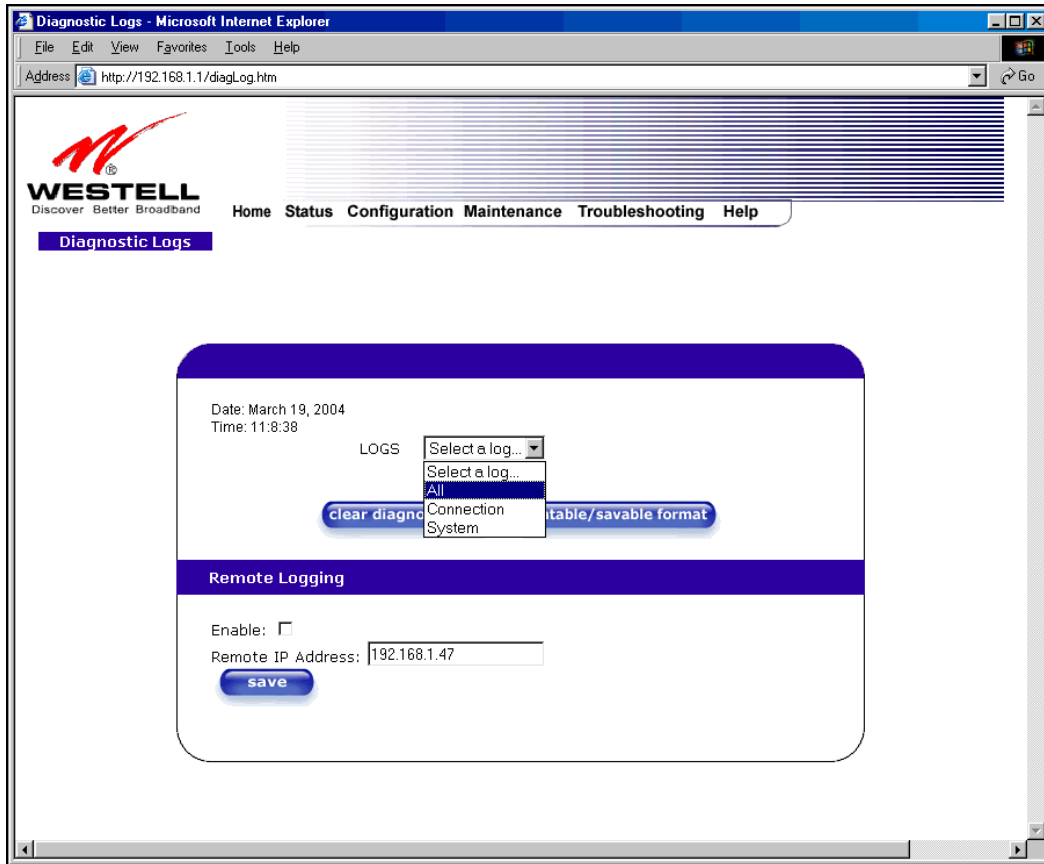 Diagnostic Logs - Microsoft Internet Explorer
File Edit View Favorites Tools Help
Address http://192.168.1.1/diagLog.htm Go
WESTELL
Discover Better Broadband
Home Status Configuration Maintenance Troubleshooting Help
Diagnostic Logs
Date: March 19, 2004
Time: 11:8:38
LOGS Select a log...
Select a log...
All
Connection
System
clear table/savable format
Remote Logging
Enable:
Remote IP Address: 192.168.1.47
save